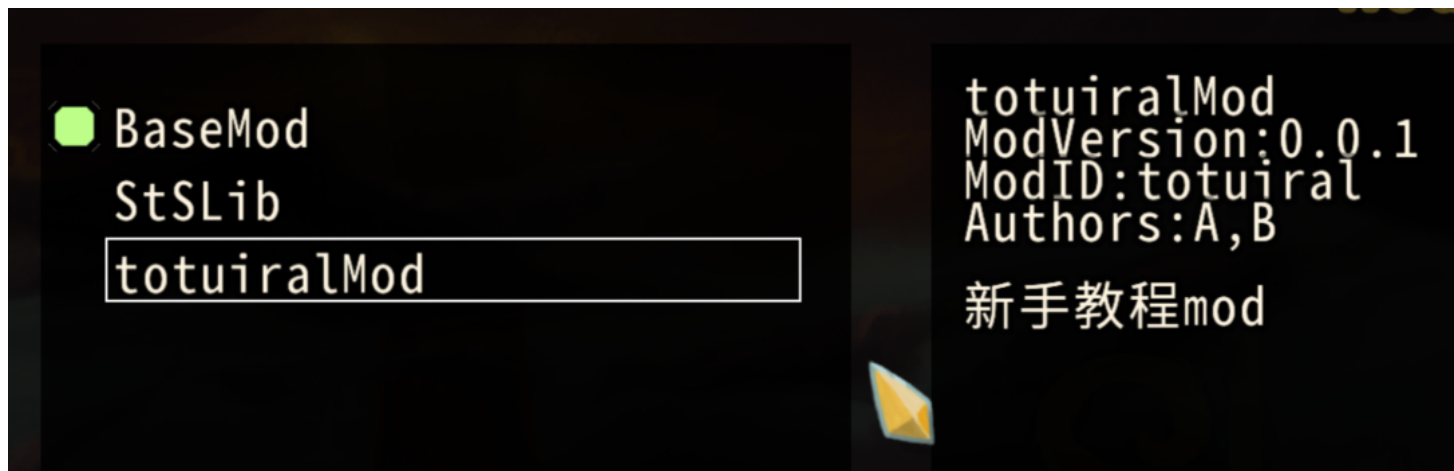 BaseMod
StSLib
totuiralMod
totuiralMod
ModVersion:0.0.1
ModID:totuiral
Authors:A,B
新手教程mod